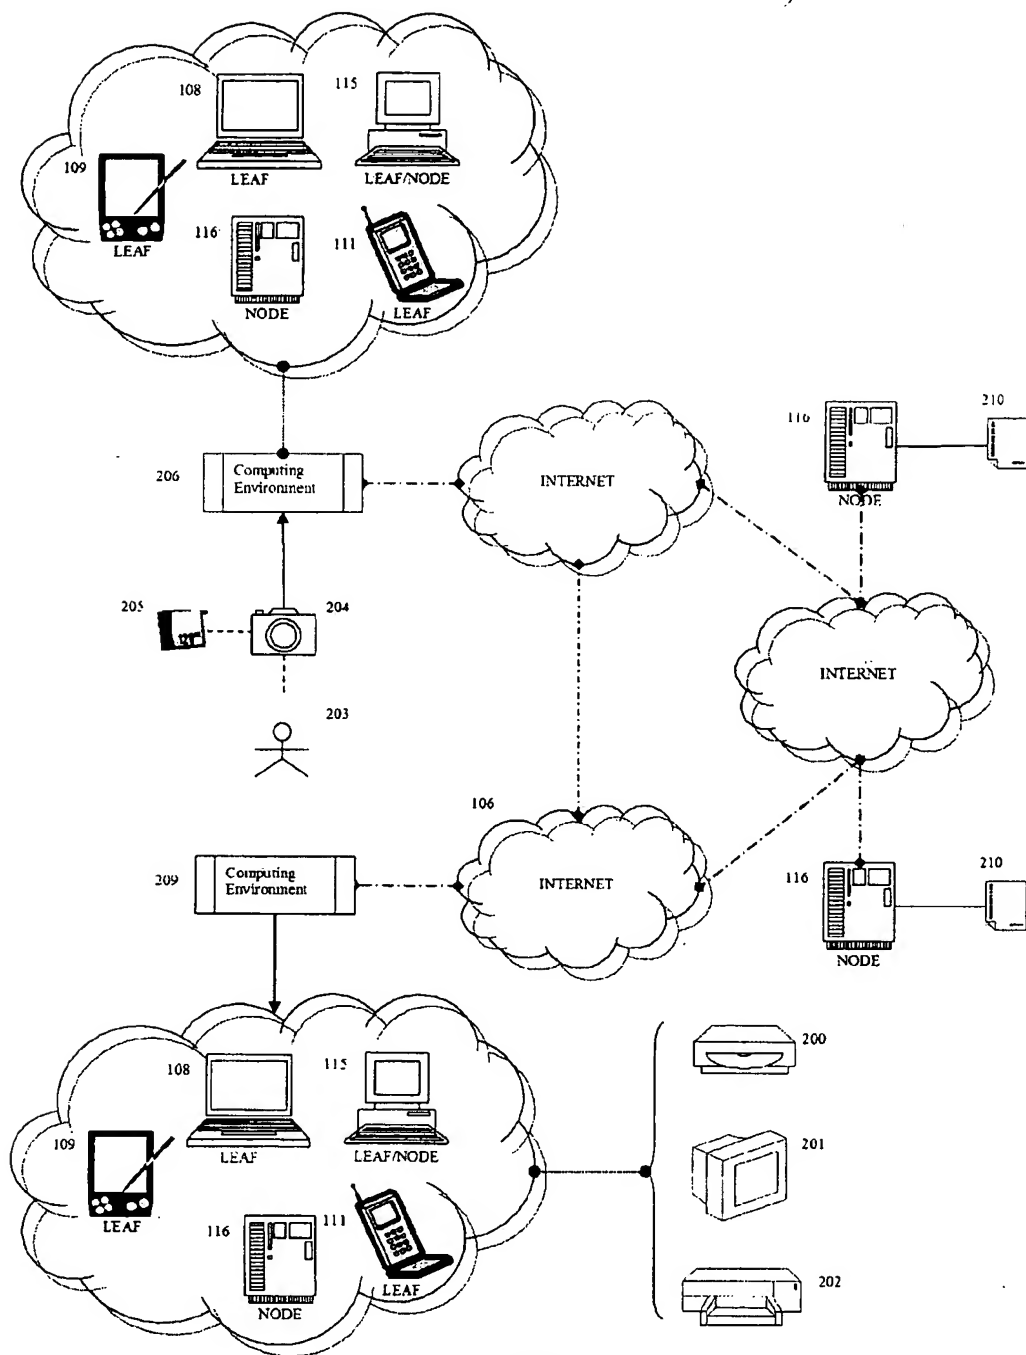 108
115
109
LEAF
LEAF/NODE
LEAF
116
111
NODE
LEAF
116
210
206
Computing
Environment
INTERNET
NODE
205
204
INTERNET
203
106
209
Computing
Environment
INTERNET
116
210
NODE
108
115
200
109
LEAF
LEAF/NODE
201
LEAF
116
111
LEAF
NODE
202